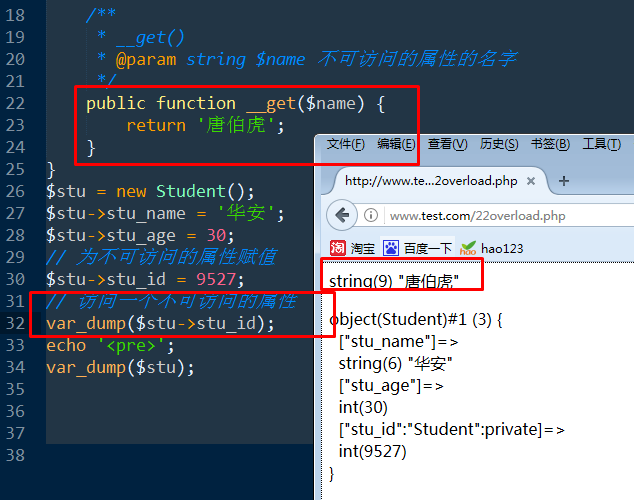 18 /**
19 * __get()
20 * @param string $name 不可访问的属性的名字
21 */
22 public function __get($name) {
23 return '唐伯虎';
24 }
25 }
26 $stu = new Student();
27 $stu->stu_name = '华安';
28 $stu->stu_age = 30;
29 // 为不可访问的属性赋值
30 $stu->stu_id = 9527;
31 // 访问一个不可访问的属性
32 var_dump($stu->stu_id);
33 echo '<pre>';
34 var_dump($stu);
35
36
37
38
文件(F) 编辑(E) 查看(V) 历史(S) 书签(B) 工具(T)
http://www.te...2overload.php × +
www.test.com/22overload.php
淘 淘宝 百度一下 hoo hao123
string(9) "唐伯虎"
object(Student)#1 (3) {
["stu_name"]=>
string(6) "华安"
["stu_age"]=>
int(30)
["stu_id":"Student":private]=>
int(9527)
}